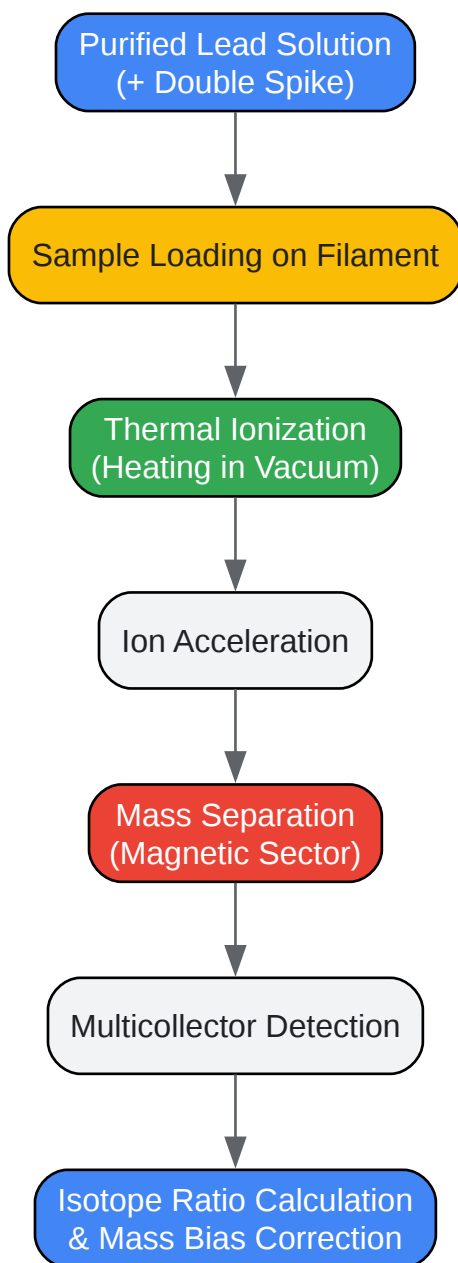 Purified Lead Solution
(+ Double Spike)
Sample Loading on Filament
Thermal Ionization
(Heating in Vacuum)
Ion Acceleration
Mass Separation
(Magnetic Sector)
Multicollector Detection
Isotope Ratio Calculation
& Mass Bias Correction